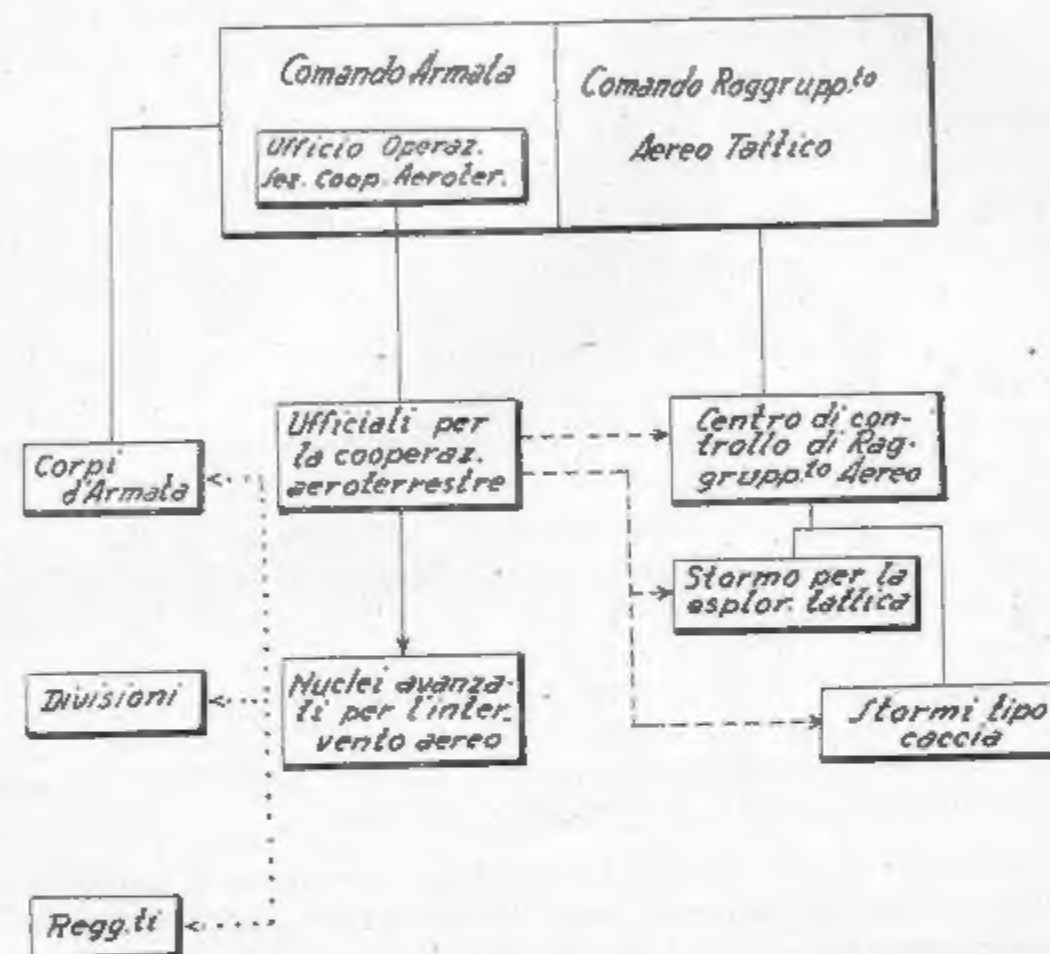 Comando Armata
Ufficio Operaz.
Sez. Coop. Aeroter.
Comando Raggrupp.to
Aereo Tattico
Corpi
d'Armata
Ufficiali per
la cooperaz.
aeroterrestre
Centro di con-
trollo di Rag-
grupp.to Aereo
Stormo per la
esplor. tattica
Divisioni
Nuclei avanza-
ti per l'inter-
vento aereo
Stormi tipo
caccia
Regg.ti